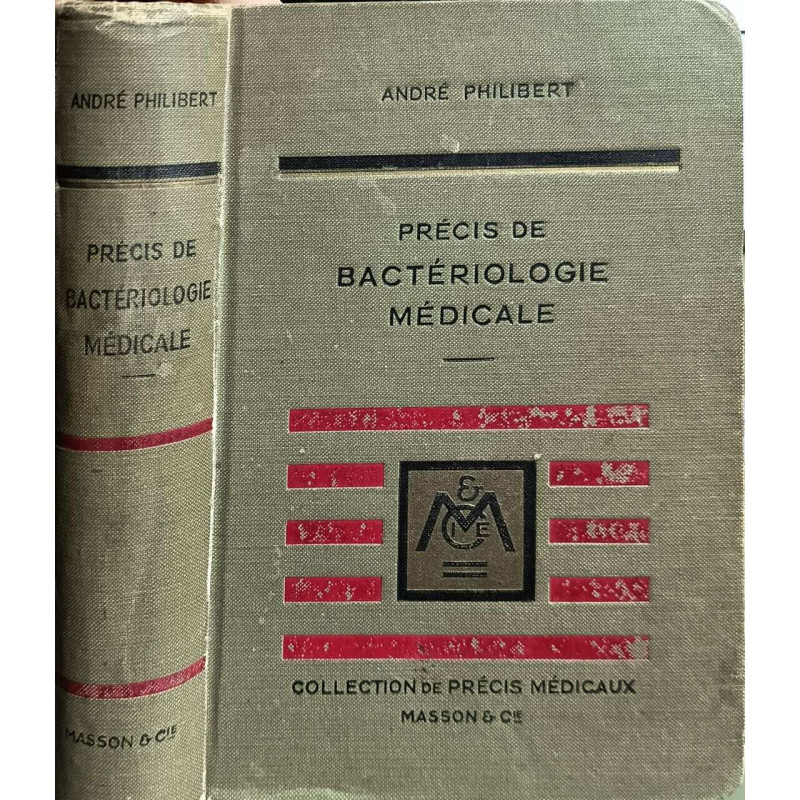 ANDRÉ PHILIBERT
PRÉCIS DE
BACTÉRIOLOGIE
MÉDICALE
MASSON & CIE
ANDRÉ PHILIBERT
PRÉCIS DE
BACTÉRIOLOGIE
MÉDICALE
&
M
CIE
COLLECTION DE PRÉCIS MÉDICAUX
MASSON & CIE